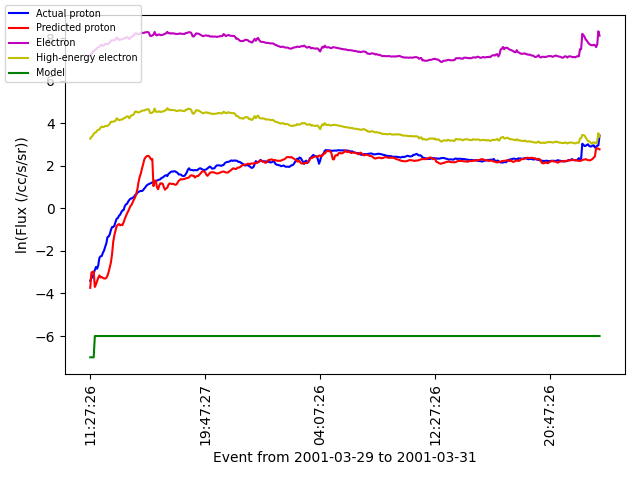 Actual proton
Predicted proton
Electron
High-energy electron
Model
8
6
4
2
0
−2
−4
−6
ln(Flux (/cc/s/sr))
11:27:26
19:47:27
04:07:26
12:27:26
20:47:26
Event from 2001-03-29 to 2001-03-31